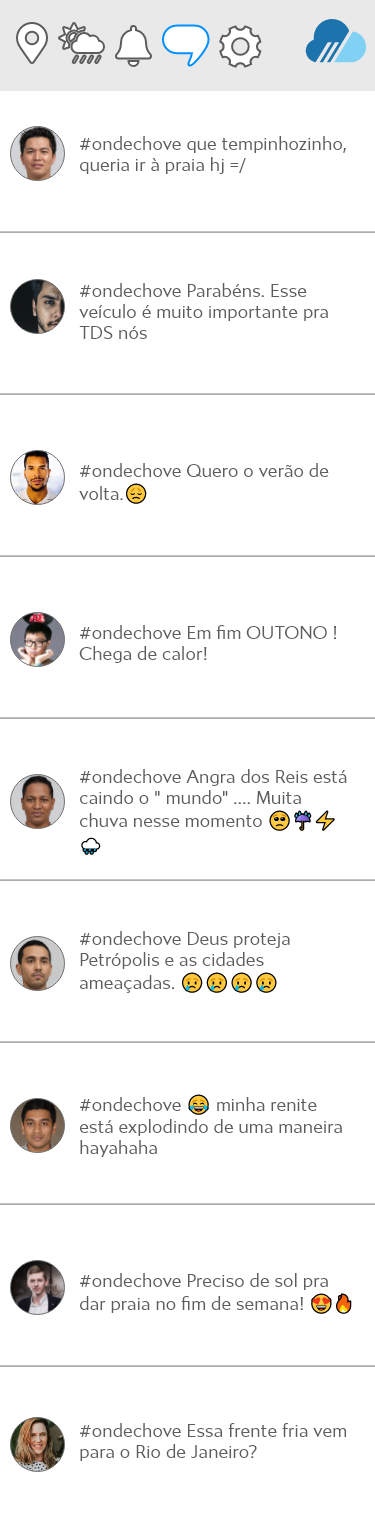 #ondechove que tempinhozinho,
queria ir à praia hj =/
#ondechove Parabéns. Esse
veículo é muito importante pra
TDS nós
#ondechove Quero o verão de
volta.😔
#ondechove Em fim OUTONO !
Chega de calor!
#ondechove Angra dos Reis está
caindo o " mundo" .... Muita
chuva nesse momento 🥺☔⚡
🌧
#ondechove Deus proteja
Petrópolis e as cidades
ameaçadas. 😥😥😥😥
#ondechove 😂 minha renite
está explodindo de uma maneira
hayahaha
#ondechove Preciso de sol pra
dar praia no fim de semana! 😍🔥
#ondechove Essa frente fria vem
para o Rio de Janeiro?